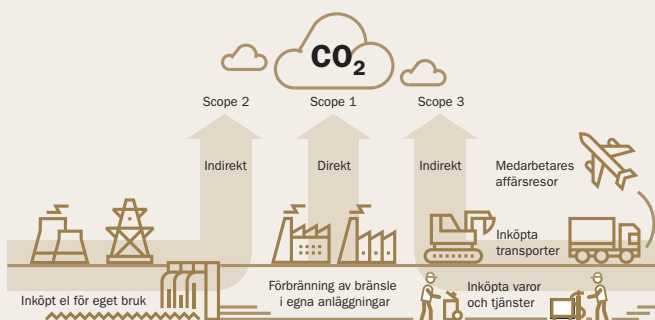 CO2
Scope 2
Scope 1
Scope 3
Indirekt
Direkt
Indirekt
Medarbetares
affärsresor
Inköpta
transporter
Inköpt el för eget bruk
Förbränning av bränsle
i egna anläggningar
Inköpta varor
och tjänster